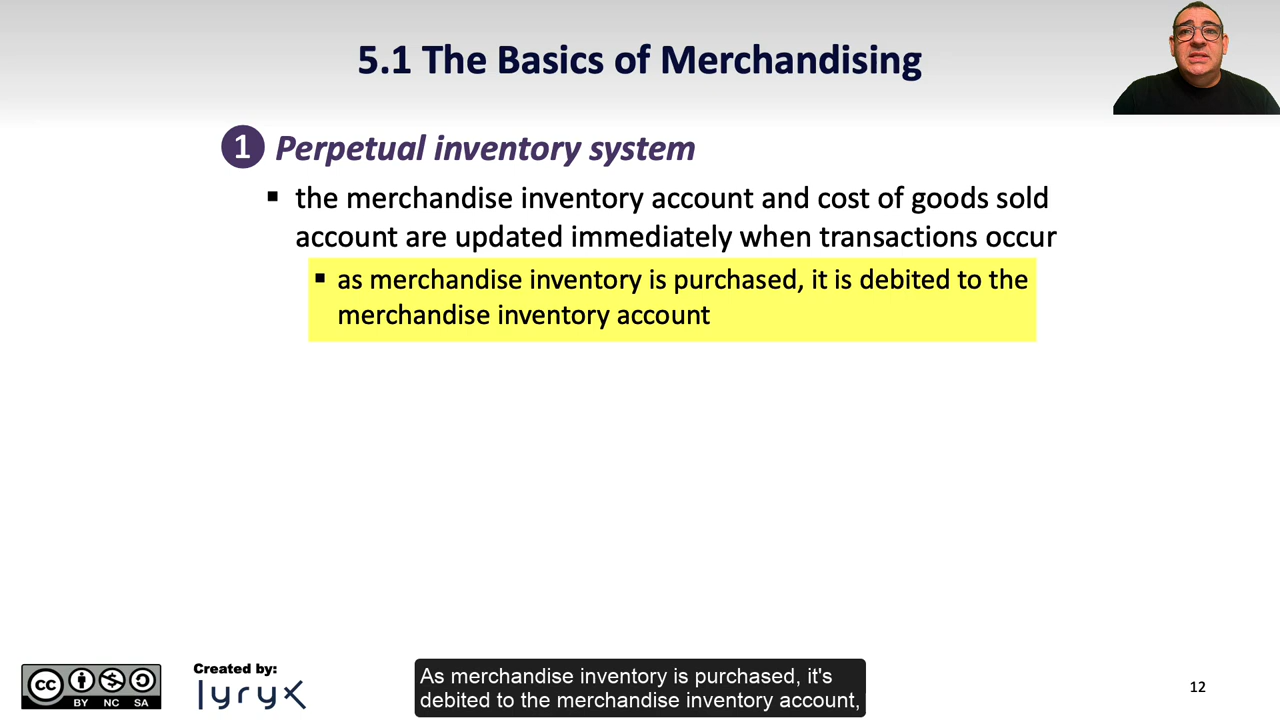 5.1 The Basics of Merchandising
1 Perpetual inventory system
▪ the merchandise inventory account and cost of goods sold
account are updated immediately when transactions occur
▪ as merchandise inventory is purchased, it is debited to the
merchandise inventory account
cc
BY NC SA
Created by:
lyryx
As merchandise inventory is purchased, it's
debited to the merchandise inventory account,
12